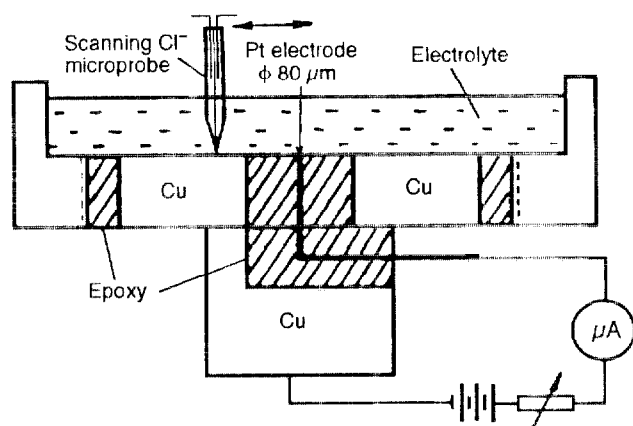 Scanning Cl⁻
microprobe
Pt electrode
ϕ 80 μm
Electrolyte
Cu
Cu
Epoxy
Cu
μA